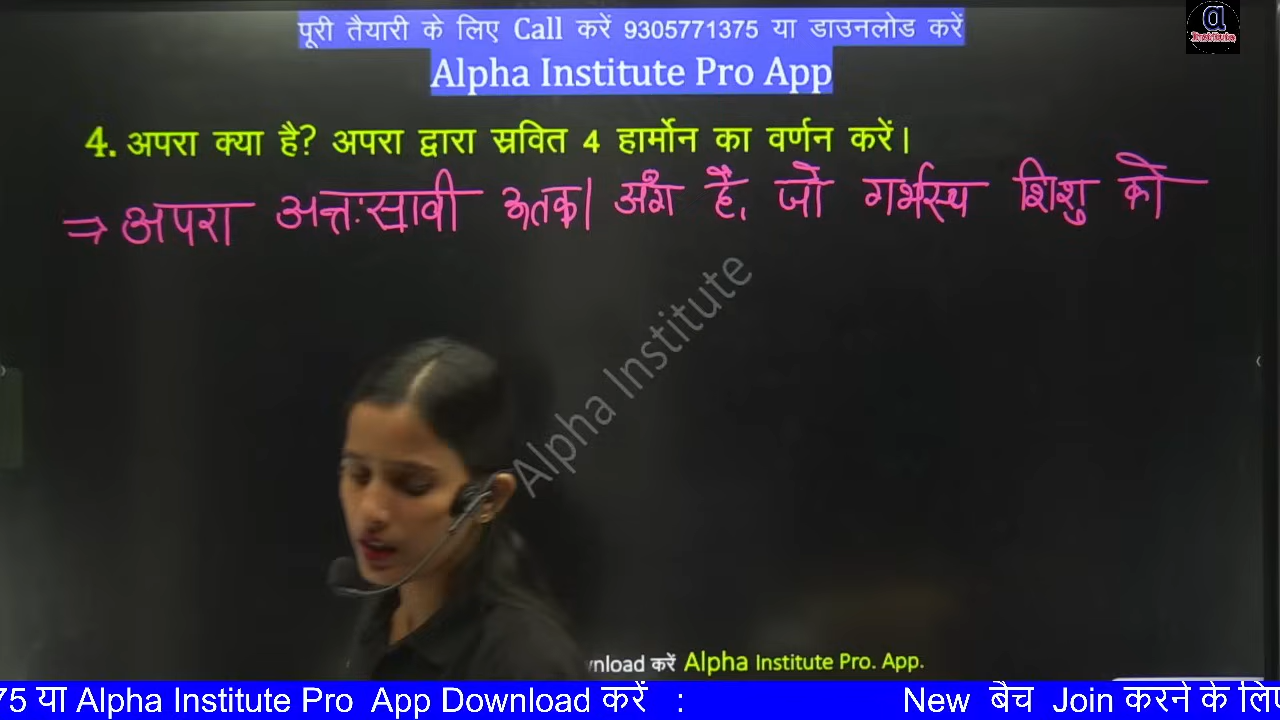 पूरी तैयारी के लिए Call करें 9305771375 या डाउनलोड करें
Alpha Institute Pro App
α
Institute
4. अपरा क्या है? अपरा द्वारा स्रवित 4 हार्मोन का वर्णन करें।
⇒ अपरा अन्तःस्रावी अंग है, जो गर्भस्थ शिशु को
Alpha Institute
wnload करें Alpha Institute Pro. App.
75 या Alpha Institute Pro App Download करें : New बैच Join करने के लिए